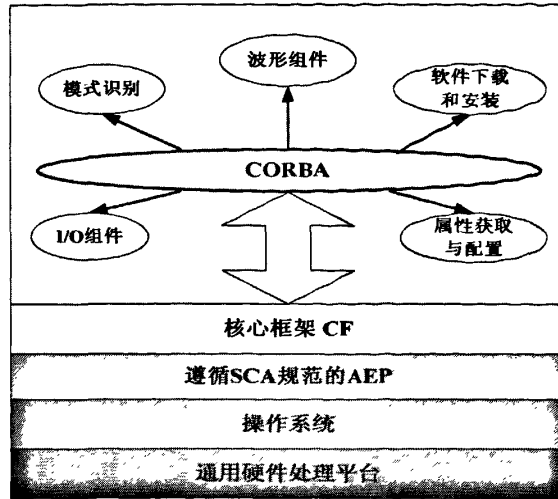 波形组件
模式识别
软件下载
和安装
CORBA
I/O组件
属性获取
与配置
核心框架 CF
遵循SCA规范的AEP
操作系统
通用硬件处理平台